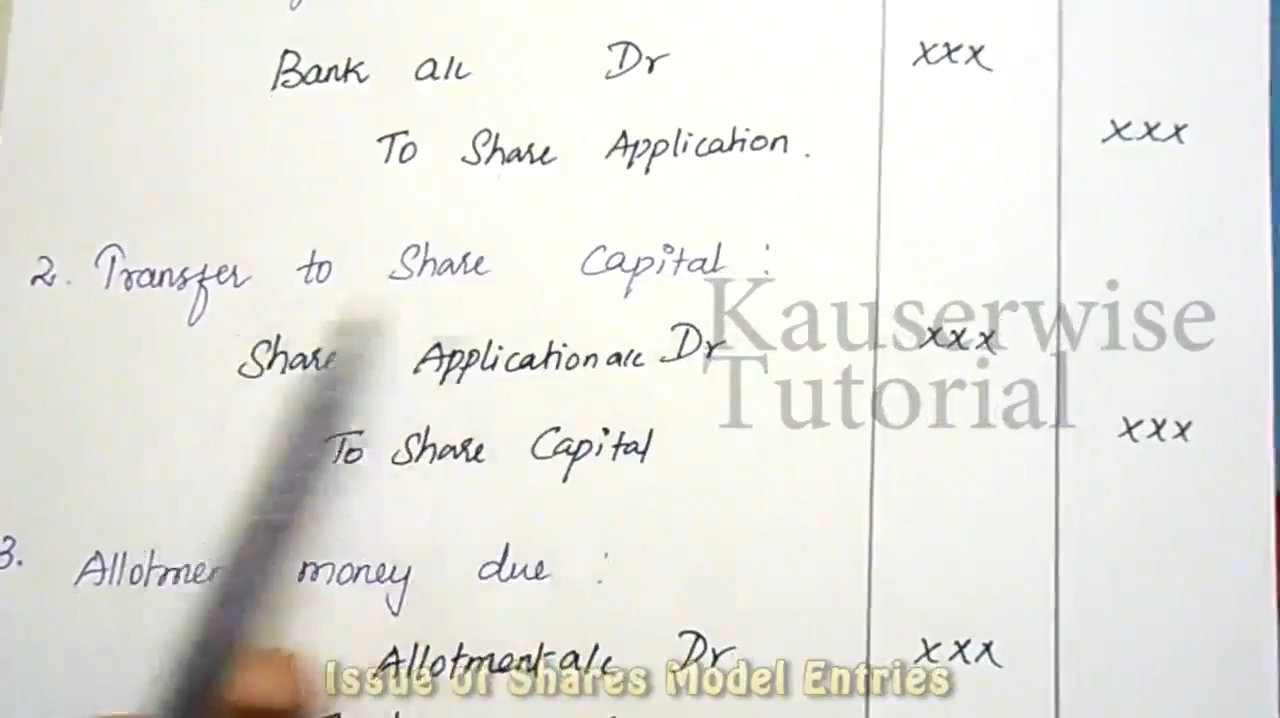 Bank a/c Dr xxx
To Share Application. xxx
2. Transfer to Share Capital :
Share Application a/c Dr xxx
To Share Capital xxx
3. Allotmen money due :
Allotment a/c Dr xxx
Kauserwise
Tutorial
Issue of Shares Model Entries